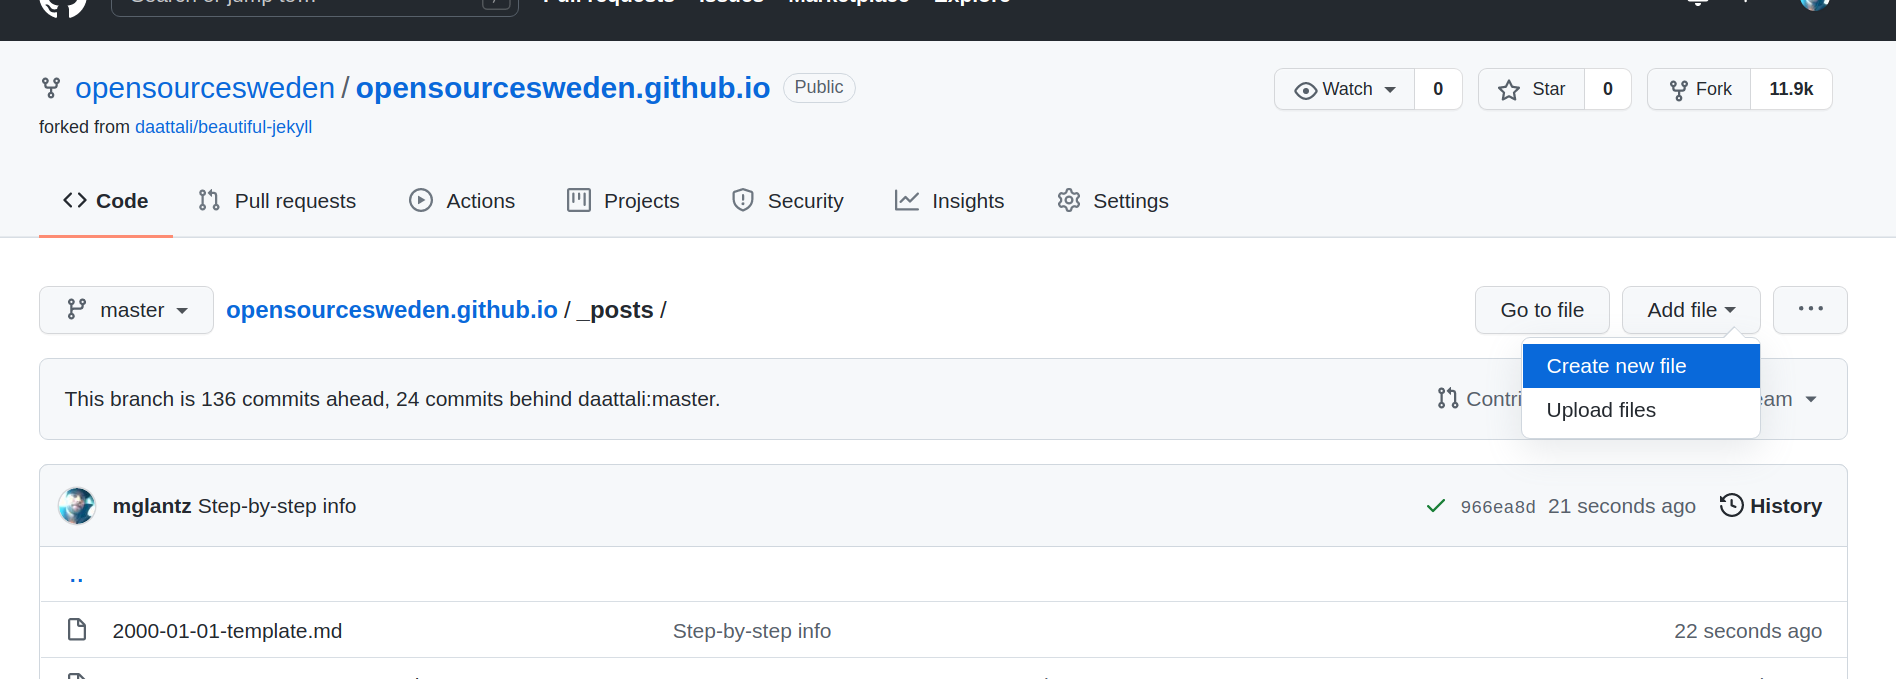 Search or jump to... /
Pull requests Issues Marketplace Explore
opensourcesweden / opensourcesweden.github.io Public
Watch 0 Star 0 Fork 11.9k
forked from daattali/beautiful-jekyll
Code Pull requests Actions Projects Security Insights Settings
master opensourcesweden.github.io / _posts /
Go to file Add file ...
Create new file
This branch is 136 commits ahead, 24 commits behind daattali:master.
Upload files
mglantz Step-by-step info
966ea8d 21 seconds ago History
..
2000-01-01-template.md Step-by-step info 22 seconds ago